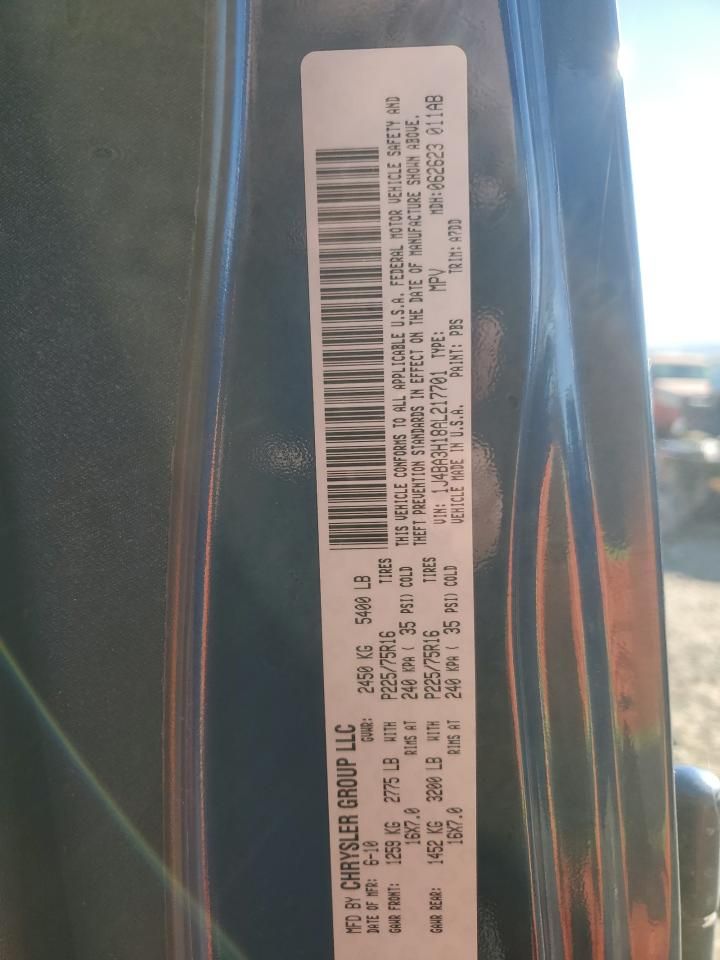 MFD BY CHRYSLER GROUP LLC
DATE OF MFR: 6-10 GVWR: 2450 KG 5400 LB
GAWR FRONT: 1259 KG 2775 LB WITH P225/75R16 TIRES
16X7.0 RIMS AT 240 KPA ( 35 PSI) COLD
GAWR REAR: 1452 KG 3200 LB WITH P225/75R16 TIRES
16X7.0 RIMS AT 240 KPA ( 35 PSI) COLD
THIS VEHICLE CONFORMS TO ALL APPLICABLE U.S.A. FEDERAL MOTOR VEHICLE SAFETY AND
THEFT PREVENTION STANDARDS IN EFFECT ON THE DATE OF MANUFACTURE SHOWN ABOVE.
VIN: 1J4BA3H18AL217701 TYPE: MPV MDH:062623 011AB
VEHICLE MADE IN U.S.A. PAINT: PBS TRIM: A7DD